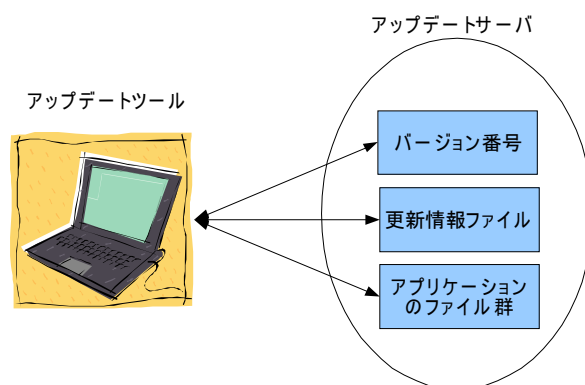 アップデートサーバ
アップデートツール
バージョン番号
更新情報ファイル
アプリケーション
のファイル群